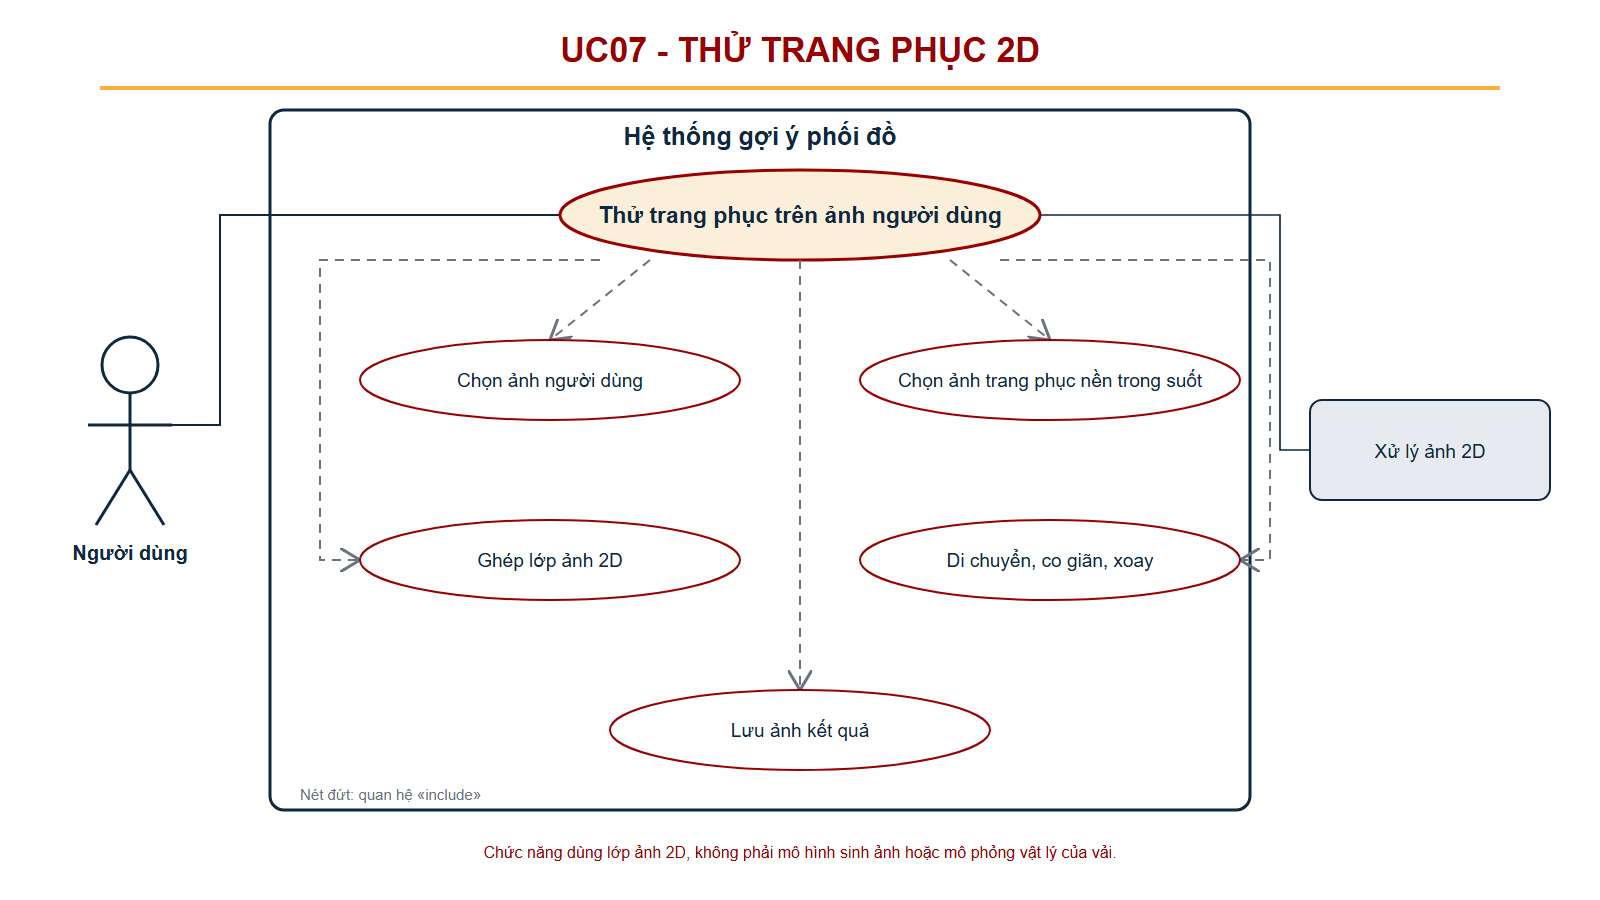 UC07 - THỬ TRANG PHỤC 2D
Hệ thống gợi ý phối đồ
Thử trang phục trên ảnh người dùng
Chọn ảnh người dùng
Chọn ảnh trang phục nền trong suốt
Xử lý ảnh 2D
Người dùng
Ghép lớp ảnh 2D
Di chuyển, co giãn, xoay
Lưu ảnh kết quả
Nét đứt: quan hệ «include»
Chức năng dùng lớp ảnh 2D, không phải mô hình sinh ảnh hoặc mô phỏng vật lý của vải.